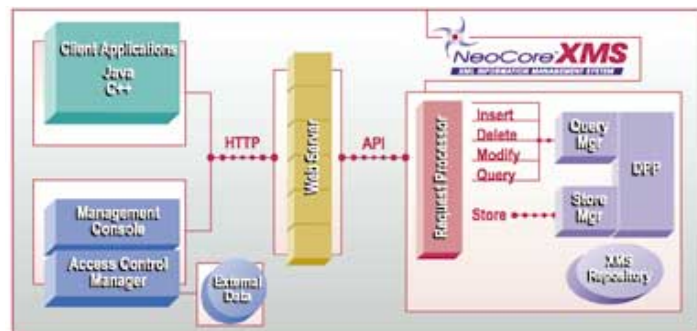 Client Applications
Java
C++
NeoCore XMS
XML INFORMATION MANAGEMENT SYSTEM
HTTP
Web Server
API
Request Processor
Insert
Delete
Modify
Query
Query
Mgr
DPP
Store
Store
Mgr
Management
Console
Access Control
Manager
External
Data
XMS
Repository